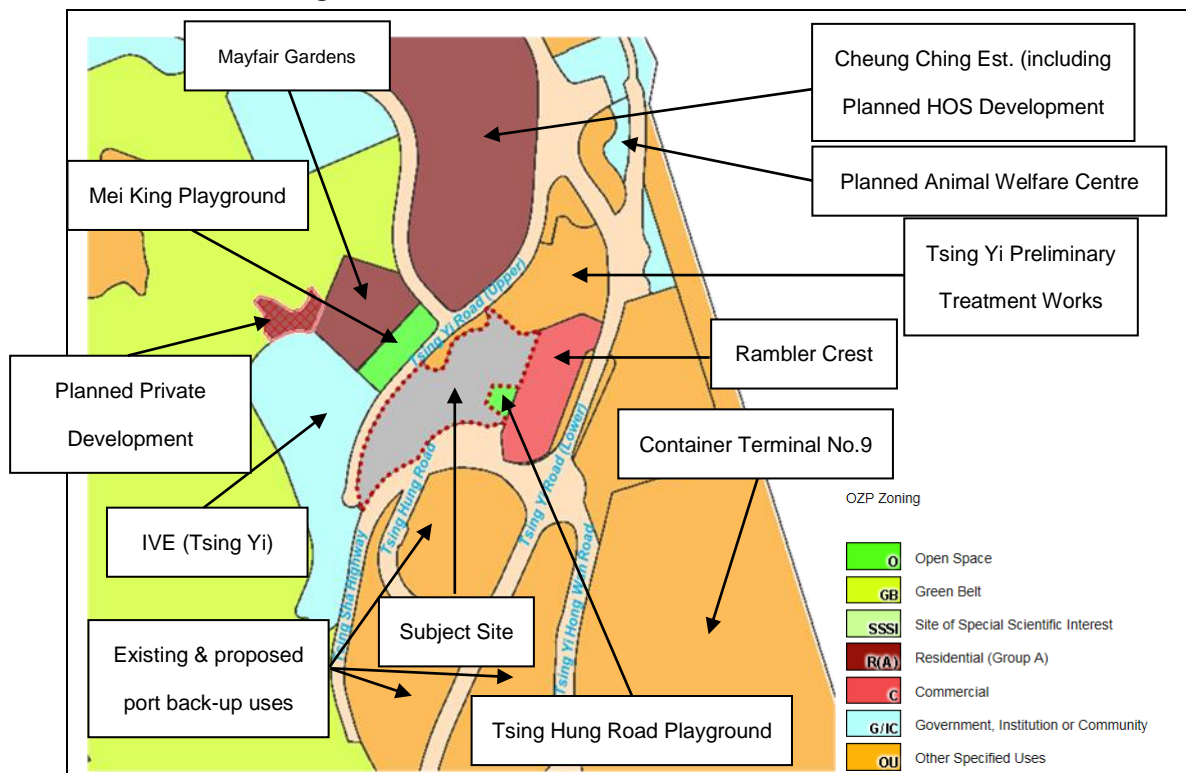 Mayfair Gardens
Cheung Ching Est. (including
Planned HOS Development
Mei King Playground
Planned Animal Welfare Centre
Tsing Yi Preliminary
Treatment Works
Tsing Yi Road (Upper)
Rambler Crest
Planned Private
Development
Container Terminal No.9
Tsing Yi Road (Lower)
Tsing Hung Road
IVE (Tsing Yi)
Tsing Sha Highway
Tsing Yi Road
Tsing Yi Hong Wan Road
Subject Site
Existing & proposed
port back-up uses
Tsing Hung Road Playground
OZP Zoning
O Open Space
GB Green Belt
SSSI Site of Special Scientific Interest
R(A) Residential (Group A)
C Commercial
G/IC Government, Institution or Community
OU Other Specified Uses